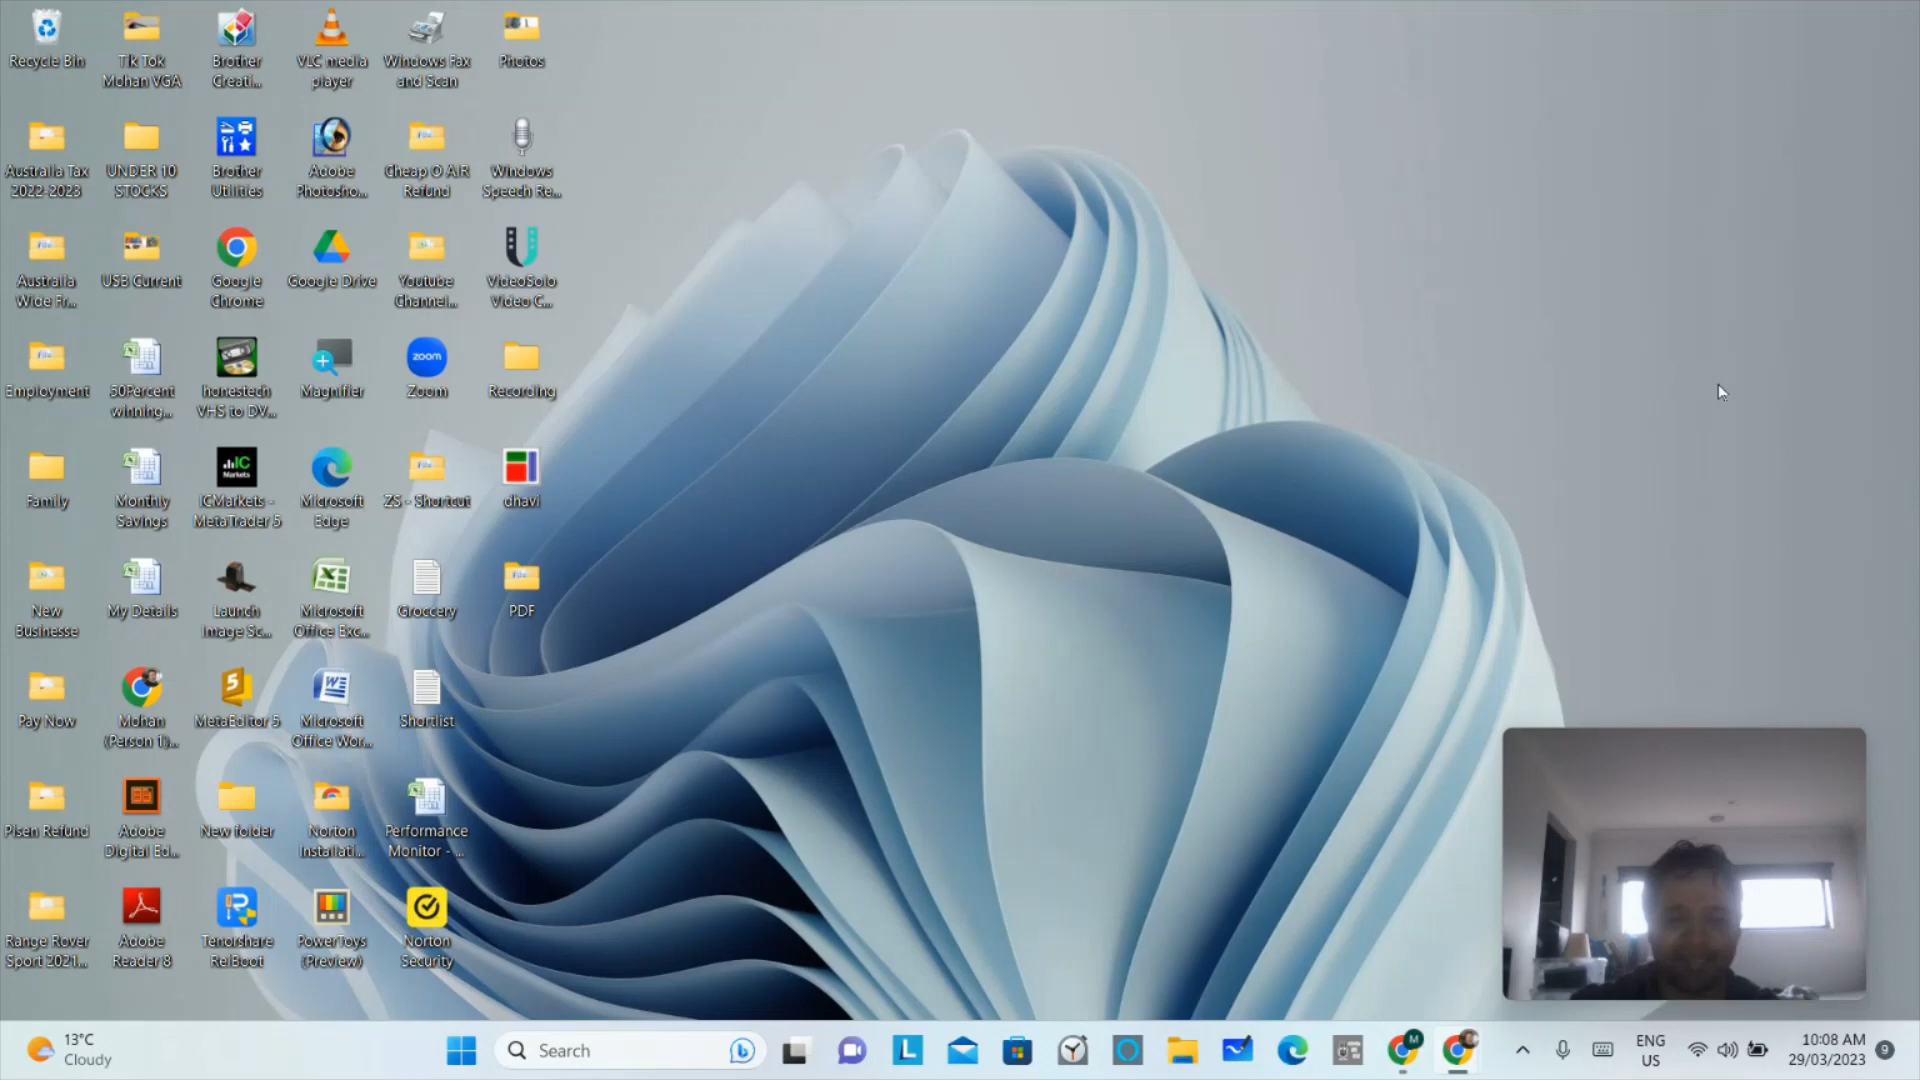 Recycle Bin
Tik Tok
Mohan VGA
Brother
Creati...
VLC media
player
Windows Fax
and Scan
Photos
Australia Tax
2022-2023
UNDER 10
STOCKS
Brother
Utilities
Adobe
Photosho...
Cheap O AIR
Refund
Windows
Speech Re...
Australia
Wide Fr...
USB Current
Google
Chrome
Google Drive
Youtube
Channel...
VideoSolo
Video C...
Employment
50Percent
winning...
honestech
VHS to DV...
Magnifier
zoom
Zoom
Recording
Family
Monthly
Savings
IC
Markets
ICMarkets -
MetaTrader 5
Microsoft
Edge
ZS - Shortcut
dhavi
New
Businesse
My Details
Launch
Image Sc...
Microsoft
Office Exc...
Groccery
PDF
Pay Now
Mohan
(Person 1)...
MetaEditor 5
Microsoft
Office Wor...
Shortlist
Pisen Refund
Adobe
Digital Ed...
New folder
Norton
Installati...
Performance
Monitor - ...
Range Rover
Sport 2021...
Adobe
Reader 8
Tenorshare
ReiBoot
PowerToys
(Preview)
Norton
Security
13°C
Cloudy
Search
L
M
ENG
US
10:08 AM
29/03/2023
9